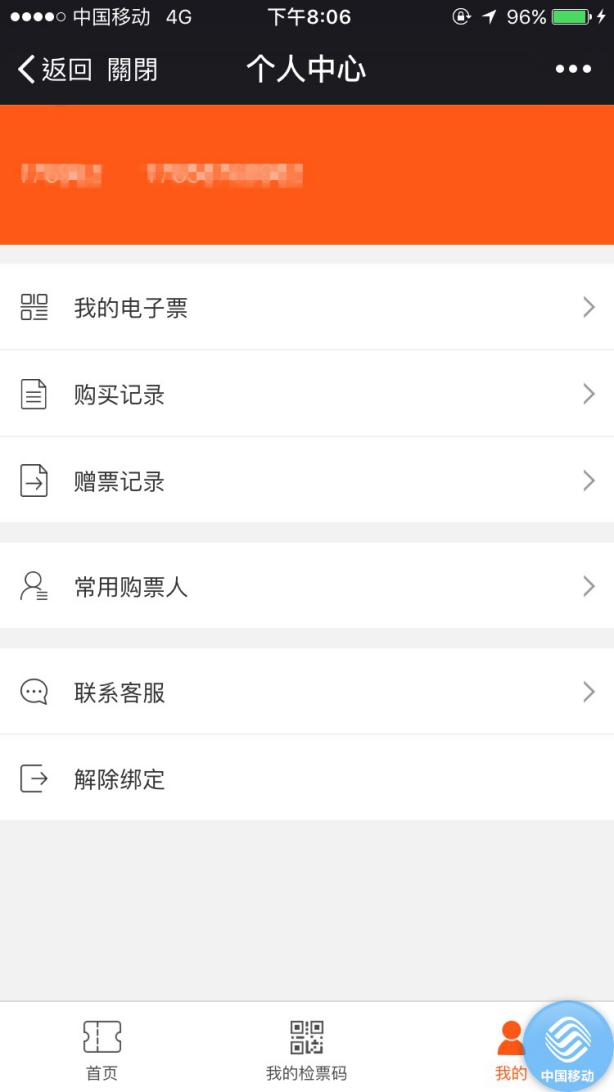 中国移动 4G 下午8:06 96%
返回 關閉 个人中心
我的电子票
购买记录
赠票记录
常用购票人
联系客服
解除绑定
首页 我的检票码 我的 中国移动